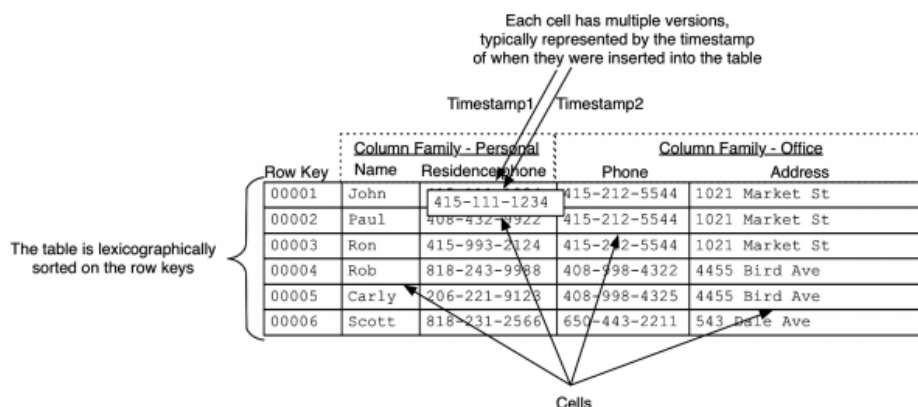 Each cell has multiple versions,
typically represented by the timestamp
of when they were inserted into the table
Timestamp1 Timestamp2
Column Family - Personal Column Family - Office
Row Key Name Residencephone Phone Address
00001 John 415-212-5544 1021 Market St
415-111-1234
00002 Paul 408-432-9922 415-212-5544 1021 Market St
00003 Ron 415-993-2124 415-212-5544 1021 Market St
The table is lexicographically
sorted on the row keys
00004 Rob 818-243-9988 408-998-4322 4455 Bird Ave
00005 Carly 206-221-9123 408-998-4325 4455 Bird Ave
00006 Scott 818-231-2566 650-443-2211 543 Dale Ave
Cells